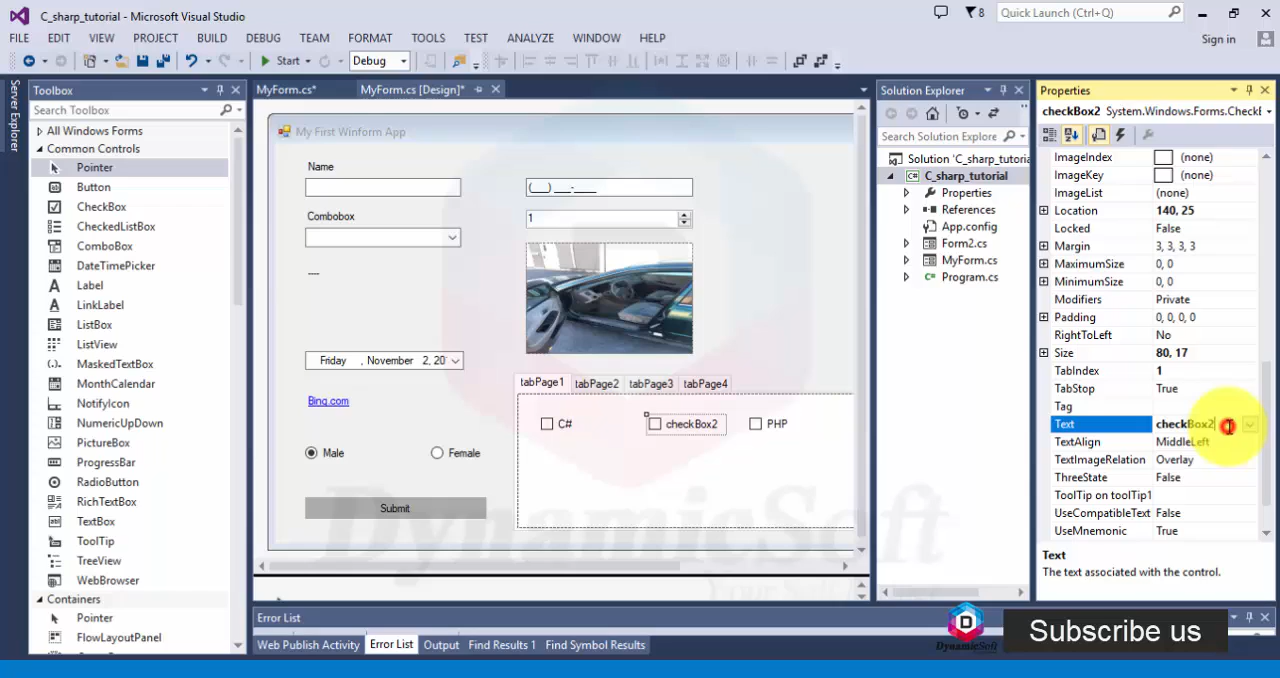 C_sharp_tutorial - Microsoft Visual Studio
8
Quick Launch (Ctrl+Q)
FILE EDIT VIEW PROJECT BUILD DEBUG TEAM FORMAT TOOLS TEST ANALYZE WINDOW HELP
Sign in
Start
Debug
Server Explorer
Toolbox
Search Toolbox
All Windows Forms
Common Controls
Pointer
Button
CheckBox
CheckedListBox
ComboBox
DateTimePicker
Label
LinkLabel
ListBox
ListView
MaskedTextBox
MonthCalendar
NotifyIcon
NumericUpDown
PictureBox
ProgressBar
RadioButton
RichTextBox
TextBox
ToolTip
TreeView
WebBrowser
Containers
Pointer
FlowLayoutPanel
MyForm.cs*
MyForm.cs [Design]*
My First Winform App
Name
(___) ___-____
Combobox
1
----
Friday , November 2, 20
Bing.com
Male
Female
Submit
tabPage1 tabPage2 tabPage3 tabPage4
C# checkBox2 PHP
DynamicSoft
Error List
Web Publish Activity Error List Output Find Results 1 Find Symbol Results
Solution Explorer
Search Solution Explore
Solution 'C_sharp_tutoria
C_sharp_tutorial
Properties
References
App.config
Form2.cs
MyForm.cs
Program.cs
Properties
checkBox2 System.Windows.Forms.CheckI
ImageIndex (none)
ImageKey (none)
ImageList (none)
Location 140, 25
Locked False
Margin 3, 3, 3, 3
MaximumSize 0, 0
MinimumSize 0, 0
Modifiers Private
Padding 0, 0, 0, 0
RightToLeft No
Size 80, 17
TabIndex 1
TabStop True
Tag
Text checkBox2
TextAlign MiddleLeft
TextImageRelation Overlay
ThreeState False
ToolTip on toolTip1
UseCompatibleText False
UseMnemonic True
Text
The text associated with the control.
D
DynamicSoft
Subscribe us